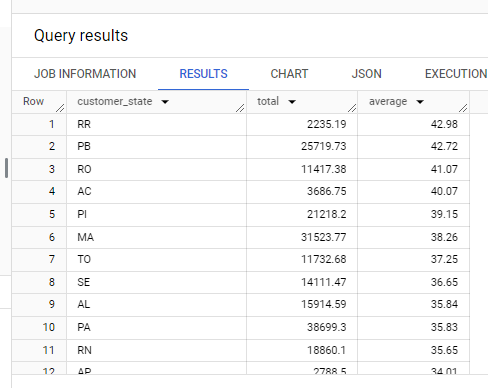 Query results
JOB INFORMATION RESULTS CHART JSON EXECUTION
Row customer_state total average
1 RR 2235.19 42.98
2 PB 25719.73 42.72
3 RO 11417.38 41.07
4 AC 3686.75 40.07
5 PI 21218.2 39.15
6 MA 31523.77 38.26
7 TO 11732.68 37.25
8 SE 14111.47 36.65
9 AL 15914.59 35.84
10 PA 38699.3 35.83
11 RN 18860.1 35.65
12 AP 2788.5 34.01